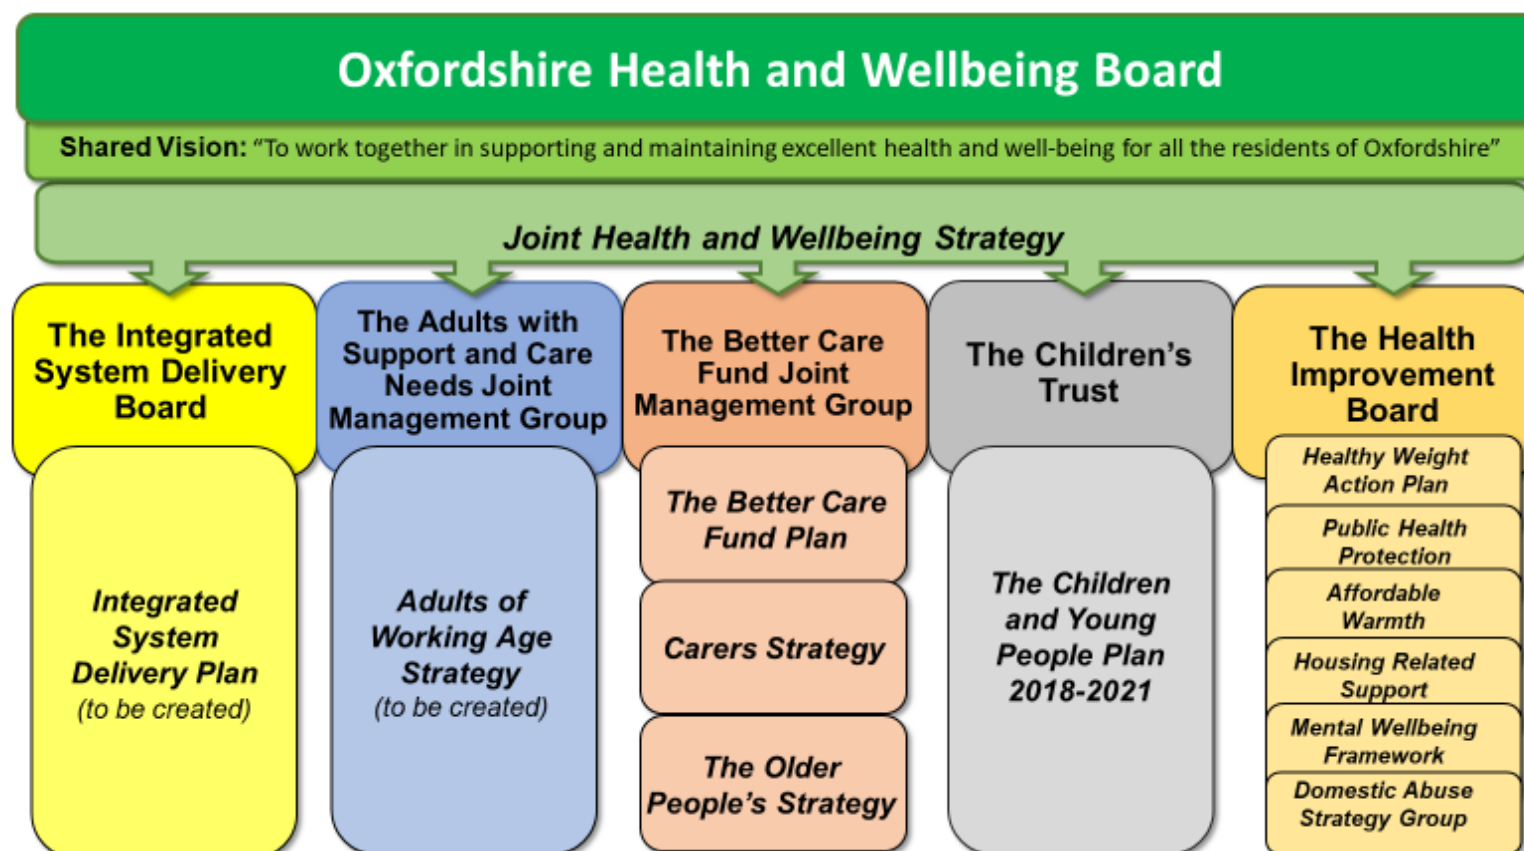 Oxfordshire Health and Wellbeing Board
Shared Vision: “To work together in supporting and maintaining excellent health and well-being for all the residents of Oxfordshire”
Joint Health and Wellbeing Strategy
The Integrated
System Delivery
Board
Integrated
System
Delivery Plan
(to be created)
The Adults with
Support and Care
Needs Joint
Management Group
Adults of
Working Age
Strategy
(to be created)
The Better Care
Fund Joint
Management Group
The Better Care
Fund Plan
Carers Strategy
The Older
People’s Strategy
The Children’s
Trust
The Children
and Young
People Plan
2018-2021
The Health
Improvement
Board
Healthy Weight
Action Plan
Public Health
Protection
Affordable
Warmth
Housing Related
Support
Mental Wellbeing
Framework
Domestic Abuse
Strategy Group